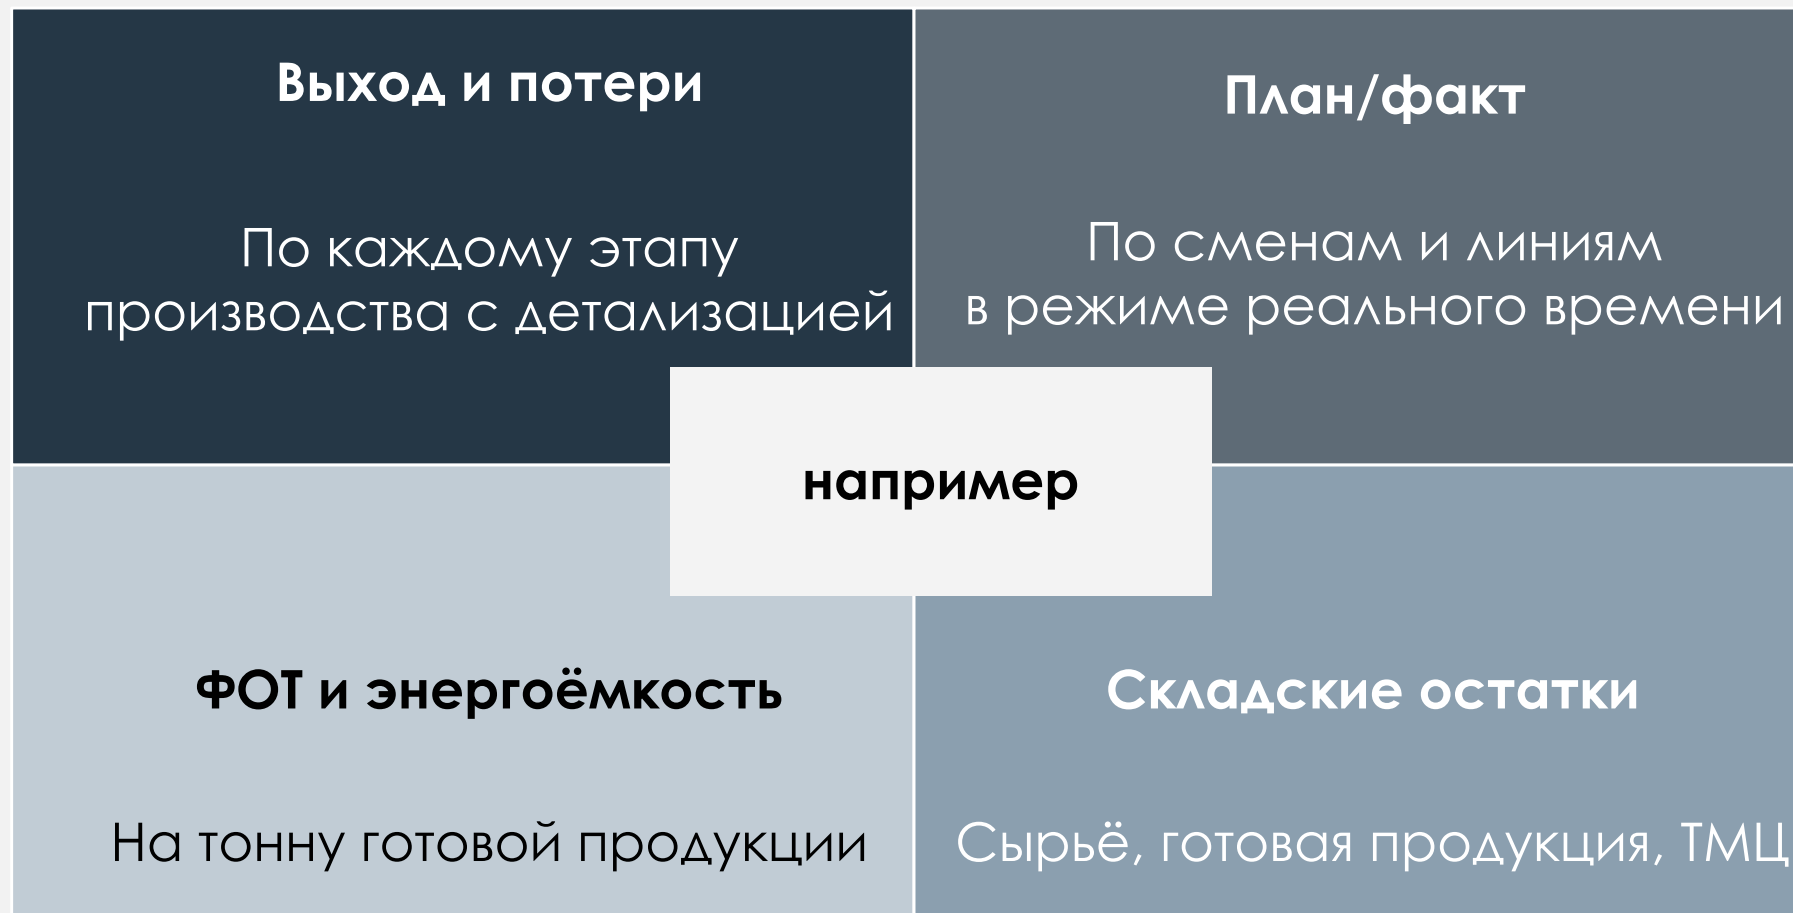 Выход и потери
По каждому этапу
производства с детализацией
План/факт
По сменам и линиям
в режиме реального времени
например
ФОТ и энергоёмкость
На тонну готовой продукции
Складские остатки
Сырьё, готовая продукция, ТМЦ